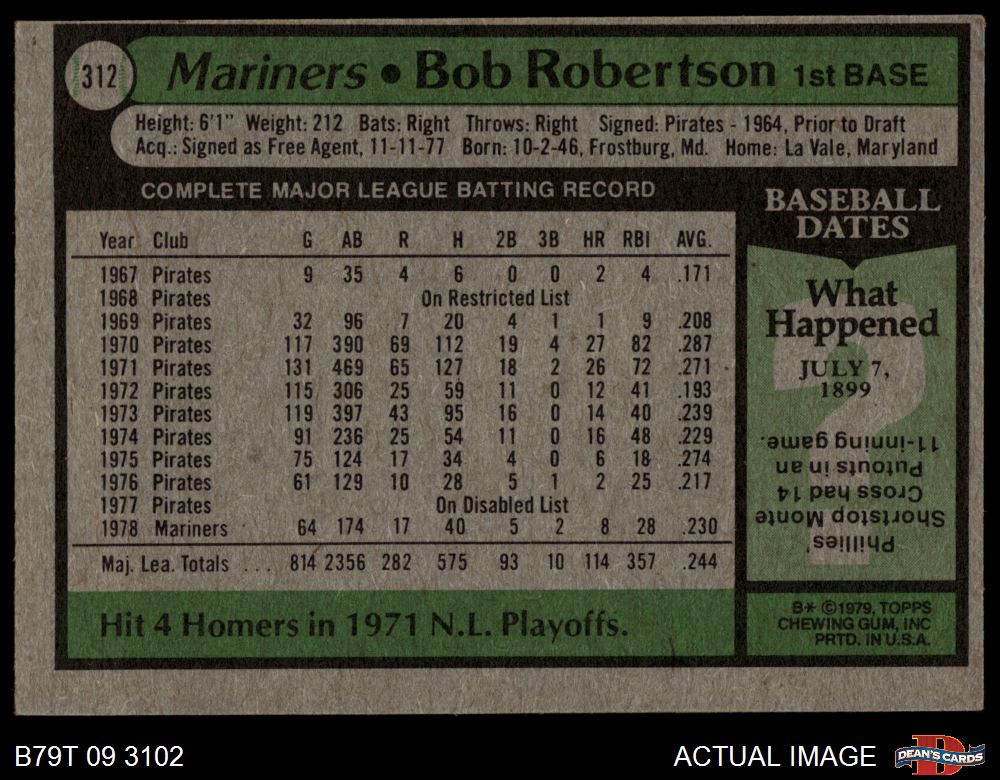 312 Mariners • Bob Robertson 1st BASE
Height: 6'1" Weight: 212 Bats: Right Throws: Right Signed: Pirates - 1964, Prior to Draft
Acq.: Signed as Free Agent, 11-11-77 Born: 10-2-46, Frostburg, Md. Home: La Vale, Maryland
COMPLETE MAJOR LEAGUE BATTING RECORD
Year Club G AB R H 2B 3B HR RBI AVG.
1967 Pirates 9 35 4 6 0 0 2 4 .171
1968 Pirates On Restricted List
1969 Pirates 32 96 7 20 4 1 1 9 .208
1970 Pirates 117 390 69 112 19 4 27 82 .287
1971 Pirates 131 469 65 127 18 2 26 72 .271
1972 Pirates 115 306 25 59 11 0 12 41 .193
1973 Pirates 119 397 43 95 16 0 14 40 .239
1974 Pirates 91 236 25 54 11 0 16 48 .229
1975 Pirates 75 124 17 34 4 0 6 18 .274
1976 Pirates 61 129 10 28 5 1 2 25 .217
1977 Pirates On Disabled List
1978 Mariners 64 174 17 40 5 2 8 28 .230
Maj. Lea. Totals ... 814 2356 282 575 93 10 114 357 .244
Hit 4 Homers in 1971 N.L. Playoffs.
BASEBALL
DATES
What
Happened
JULY 7,
1899
Phillies'
Shortstop Monte
Cross had 14
Putouts in an
11-inning game.
B* ©1979, TOPPS
CHEWING GUM, INC
PRTD. IN U.S.A.
B79T 09 3102
ACTUAL IMAGE
D
DEAN'S CARDS